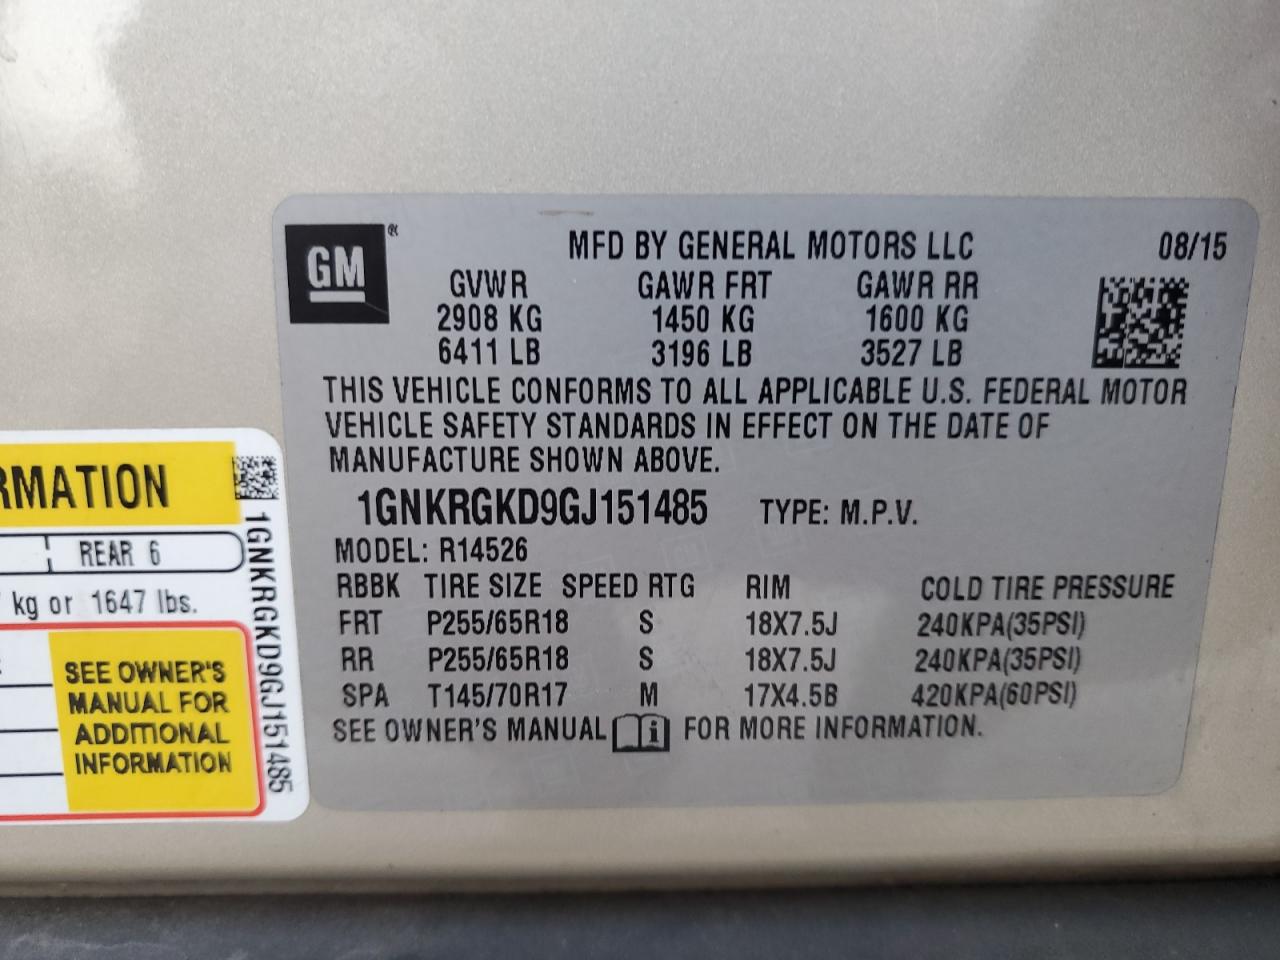 GM®
MFD BY GENERAL MOTORS LLC 08/15
GVWR GAWR FRT GAWR RR
2908 KG 1450 KG 1600 KG
6411 LB 3196 LB 3527 LB
THIS VEHICLE CONFORMS TO ALL APPLICABLE U.S. FEDERAL MOTOR
VEHICLE SAFETY STANDARDS IN EFFECT ON THE DATE OF
MANUFACTURE SHOWN ABOVE.
1GNKRGKD9GJ151485 TYPE: M.P.V.
MODEL: R14526
RBBK TIRE SIZE SPEED RTG RIM COLD TIRE PRESSURE
FRT P255/65R18 S 18X7.5J 240KPA(35PSI)
RR P255/65R18 S 18X7.5J 240KPA(35PSI)
SPA T145/70R17 M 17X4.5B 420KPA(60PSI)
SEE OWNER'S MANUAL i FOR MORE INFORMATION.
RMATION
REAR 6
kg or 1647 lbs.
SEE OWNER'S
MANUAL FOR
ADDITIONAL
INFORMATION
1GNKRGKD9GJ151485